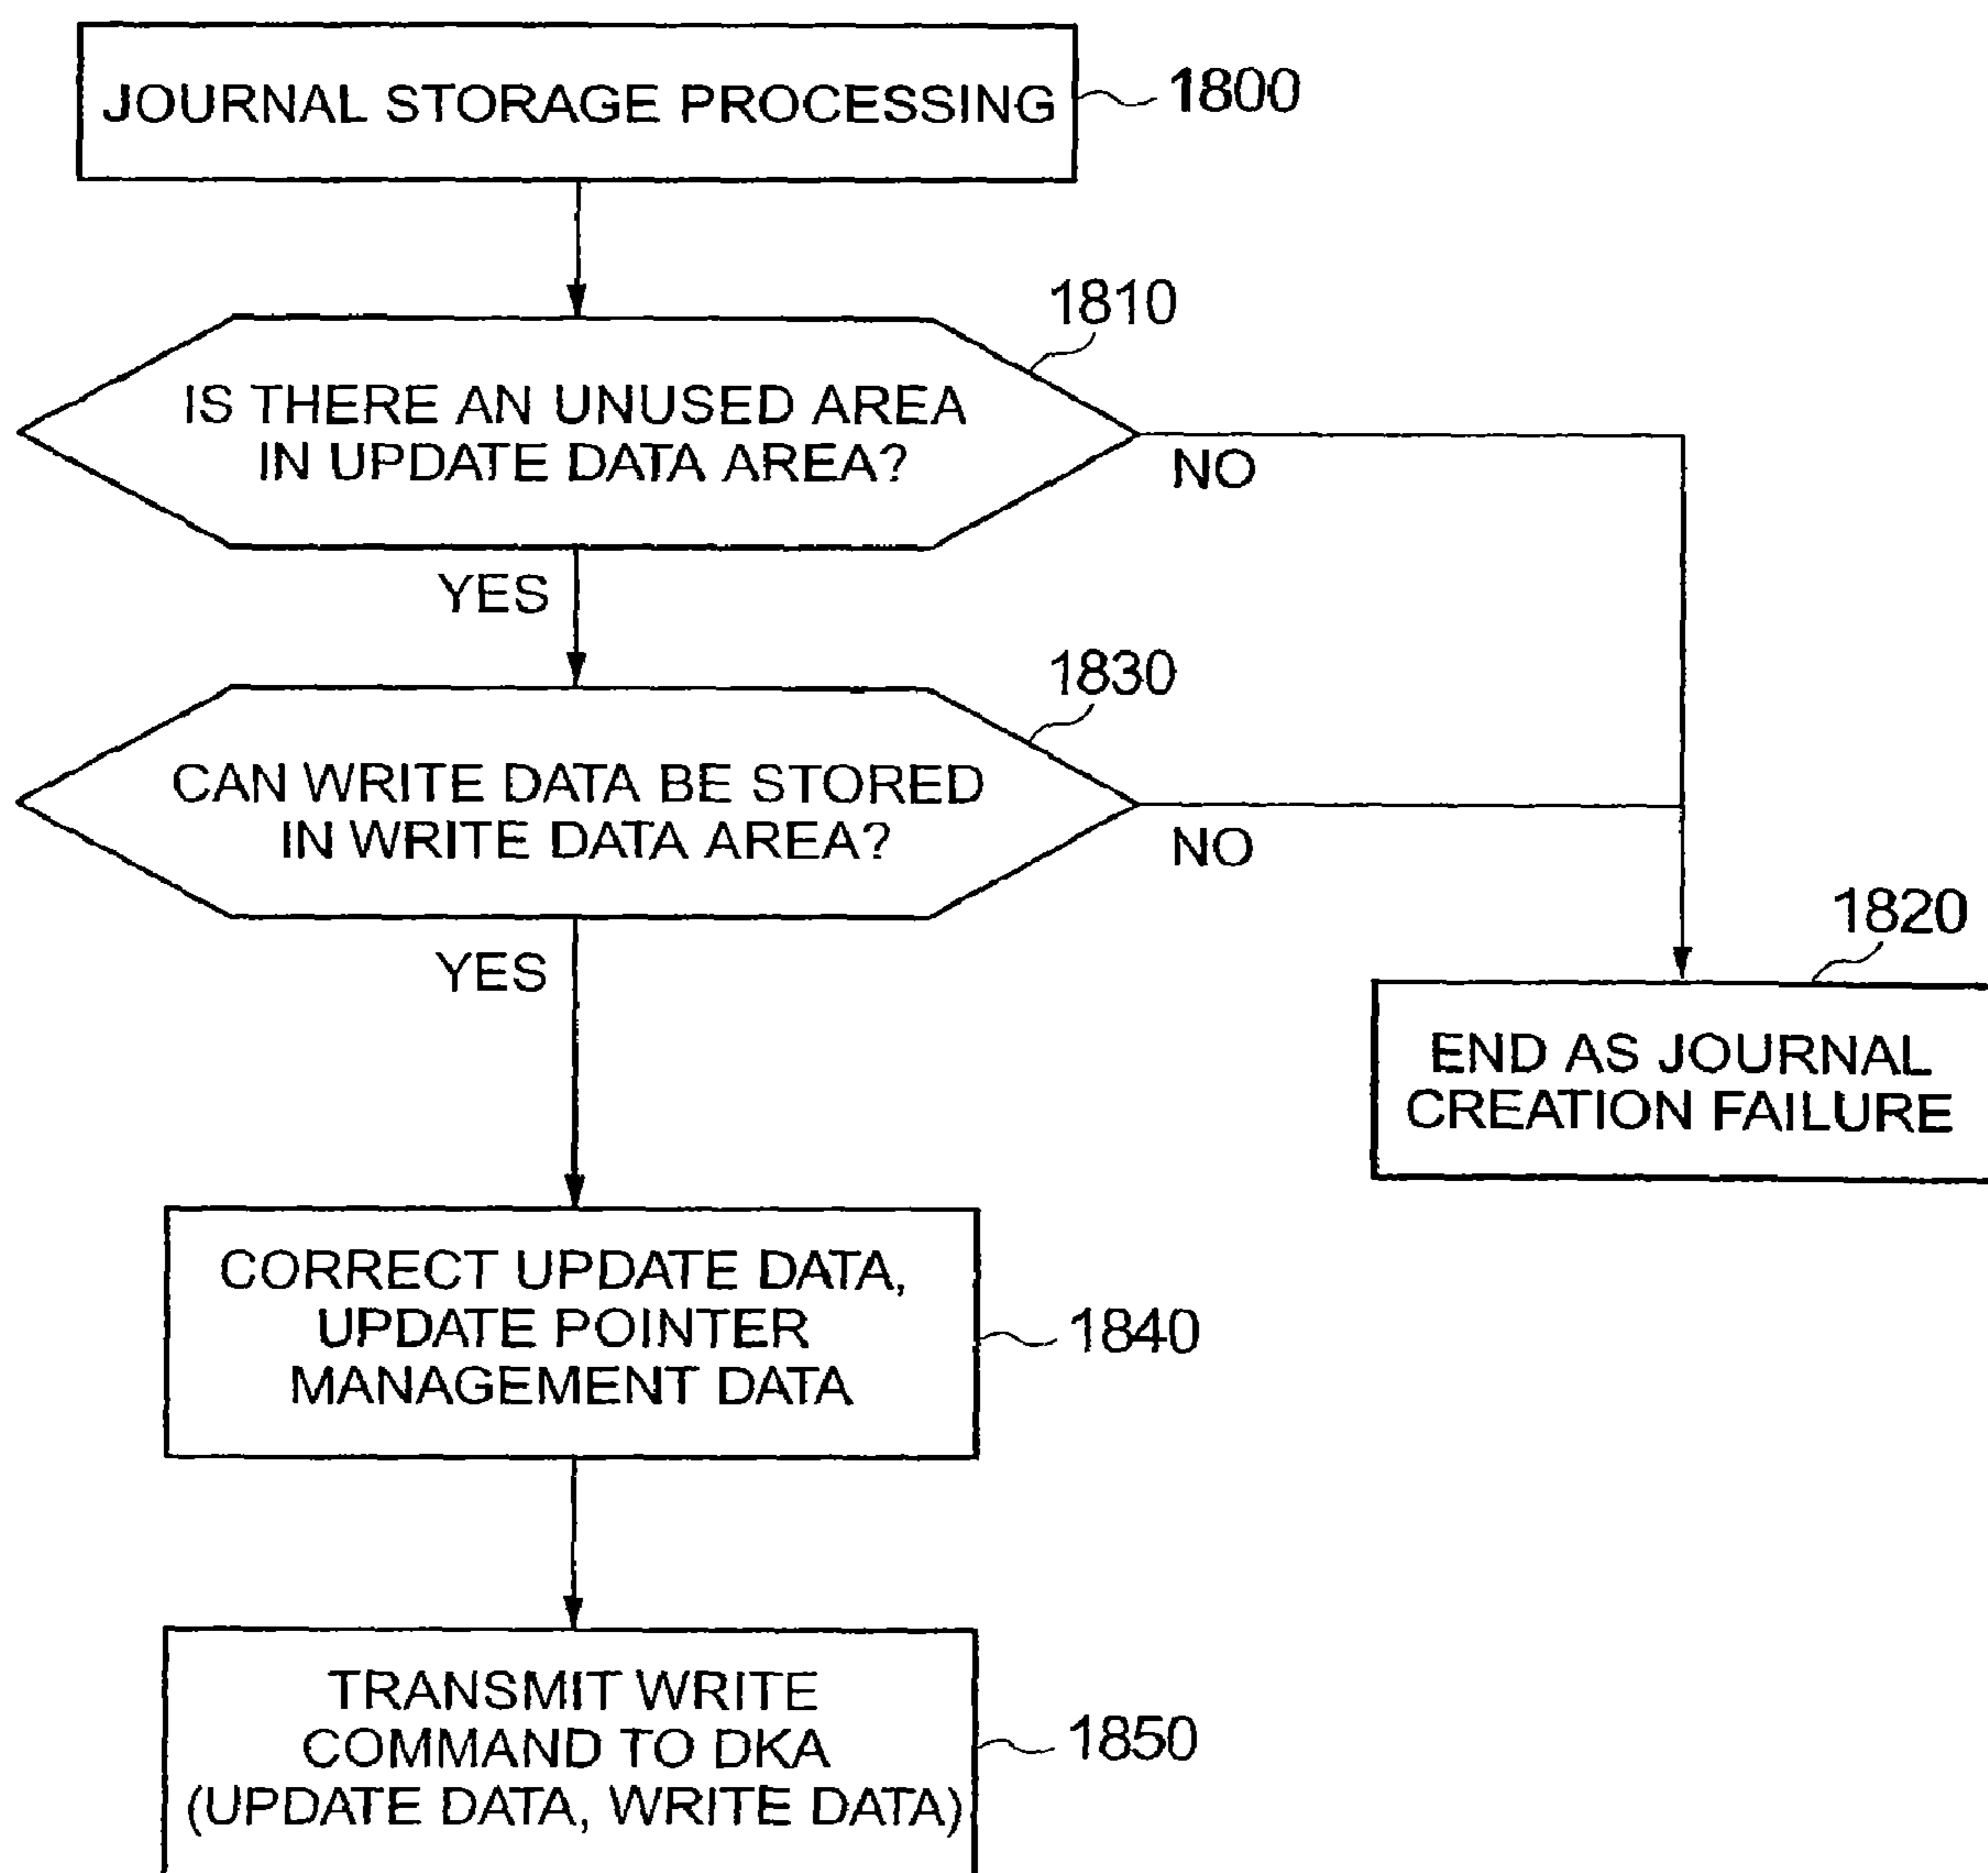 JOURNAL STORAGE PROCESSING
1800
1810
IS THERE AN UNUSED AREA
IN UPDATE DATA AREA?
NO
YES
1830
CAN WRITE DATA BE STORED
IN WRITE DATA AREA?
NO
YES
1820
END AS JOURNAL
CREATION FAILURE
CORRECT UPDATE DATA,
UPDATE POINTER
MANAGEMENT DATA
1840
TRANSMIT WRITE
COMMAND TO DKA
(UPDATE DATA, WRITE DATA)
1850